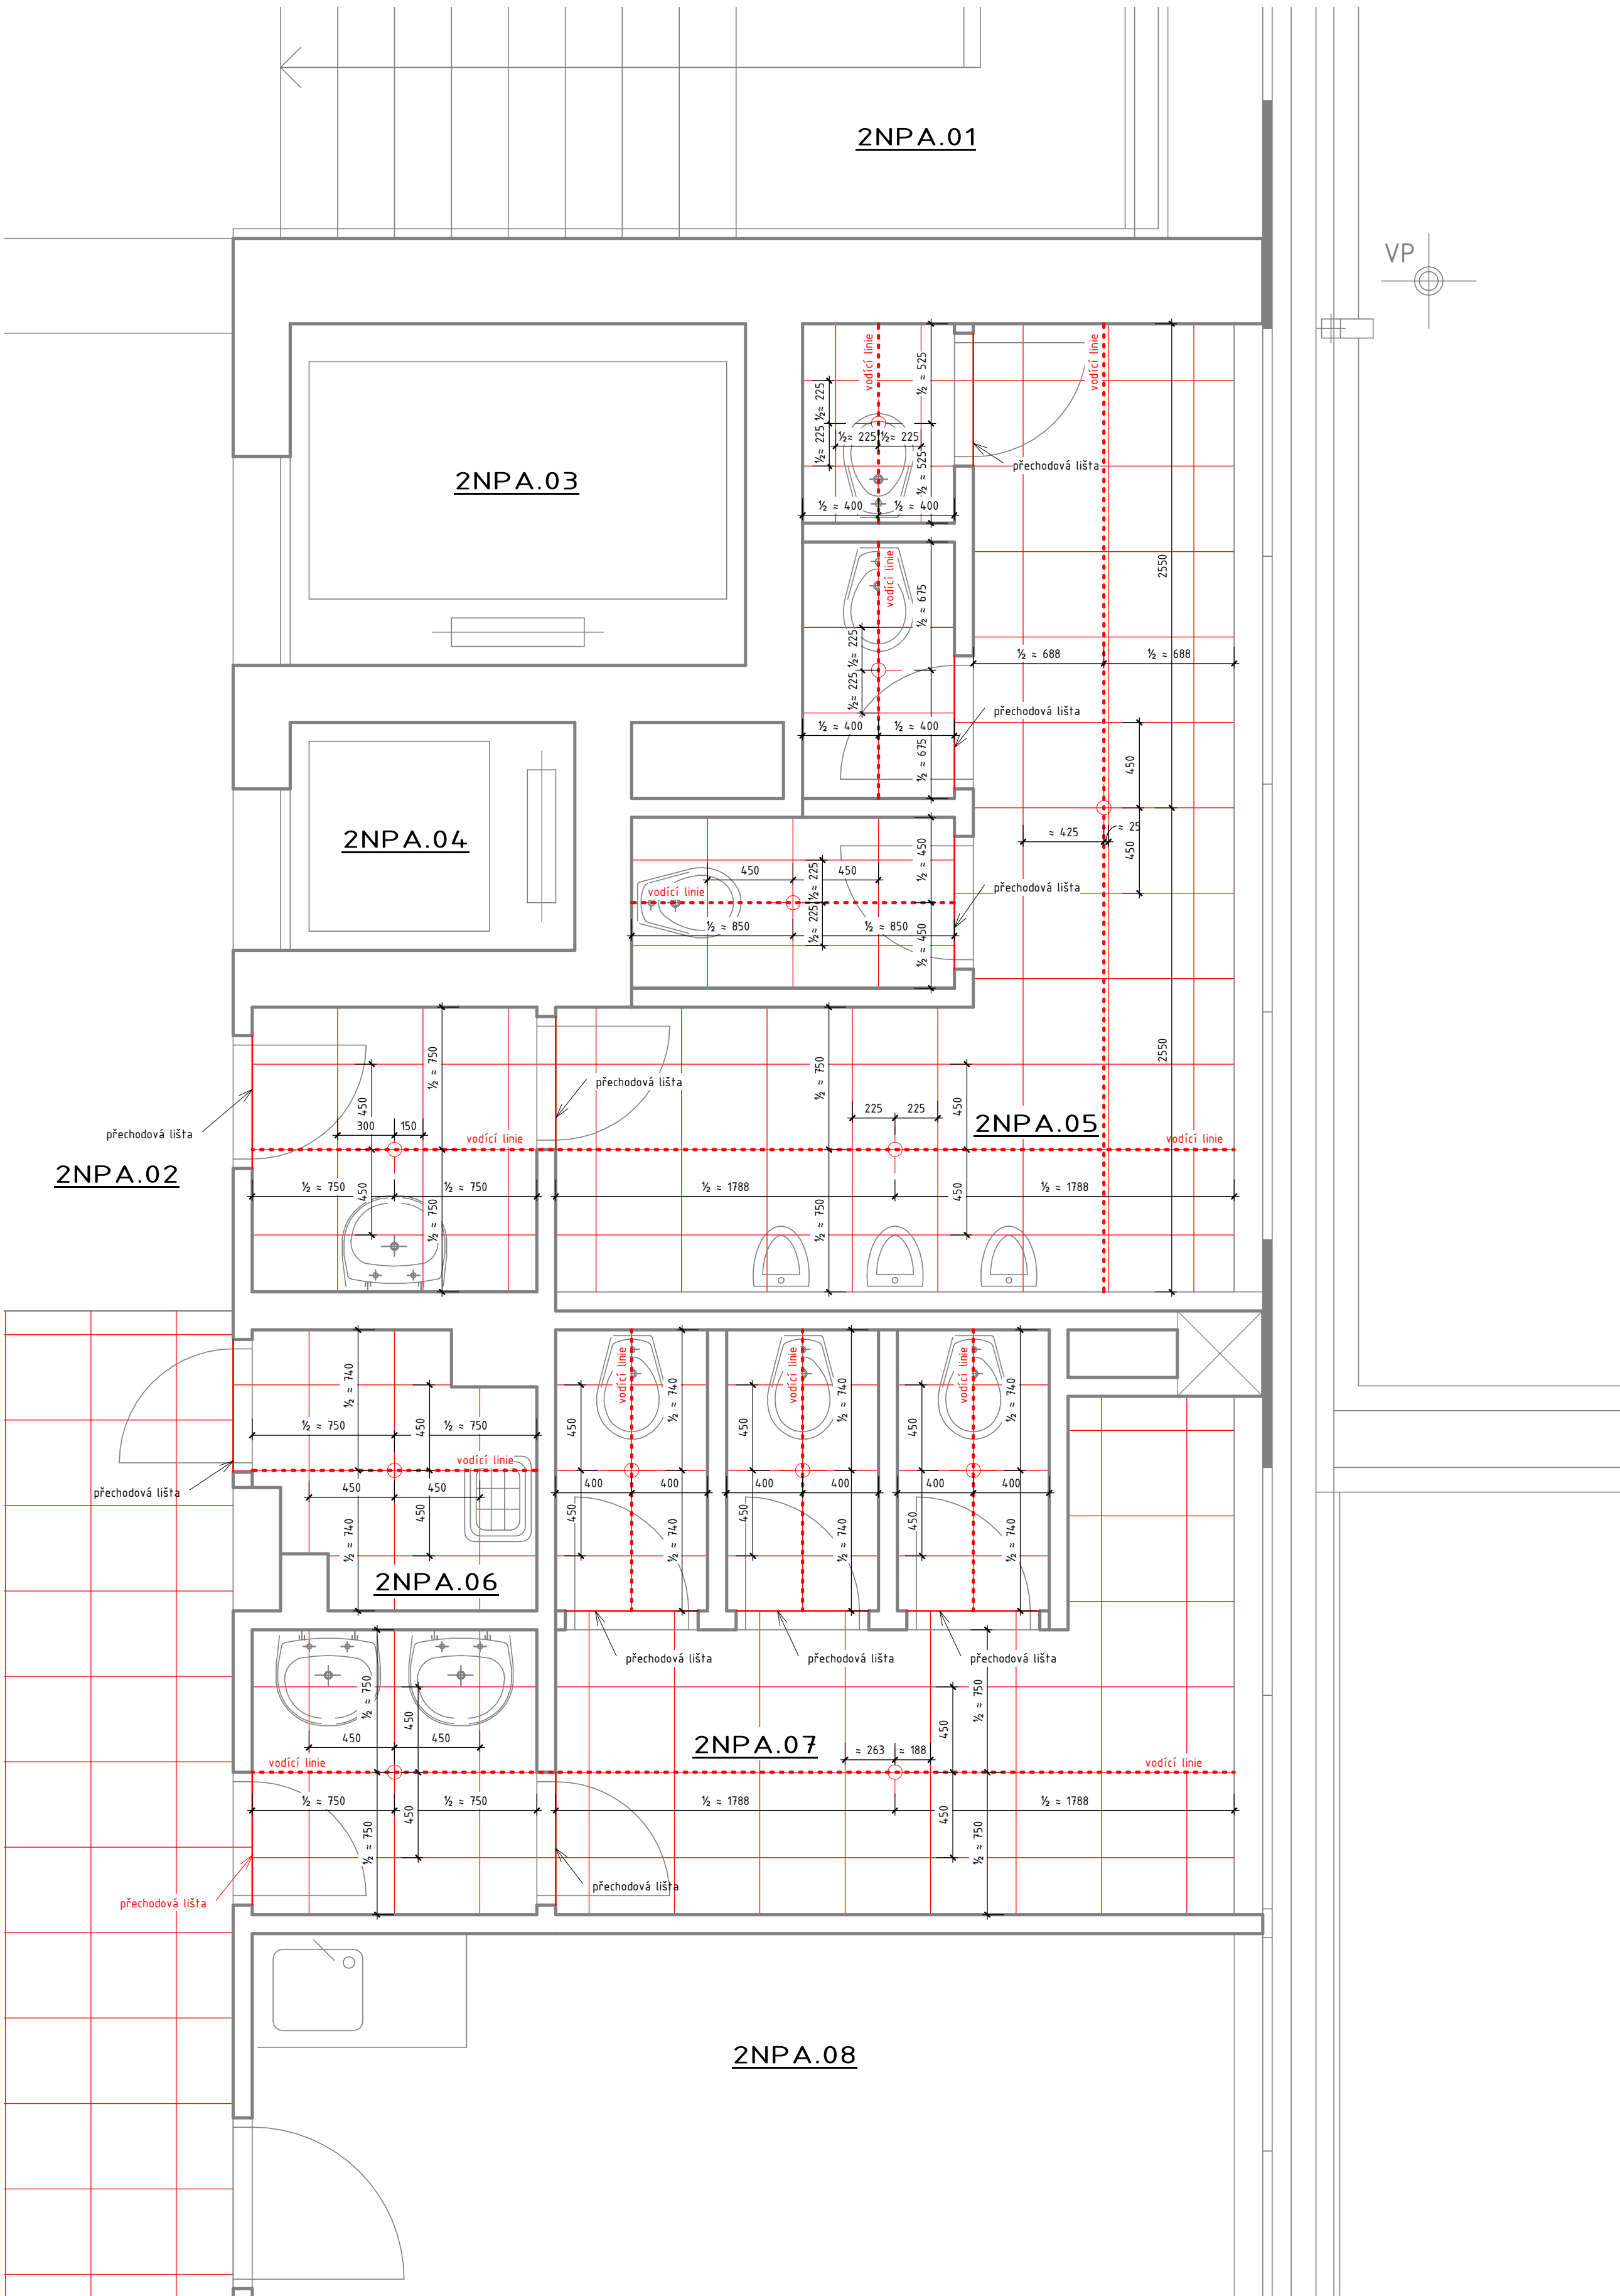 2NPA.01
VP
vodící linie
½ ≈ 525
vodící linie
½≈ 225
½≈ 225
½≈ 225
½≈ 225
½ ≈ 525
přechodová lišta
2NPA.03
½ ≈ 400
½ ≈ 400
vodící linie
½ ≈ 675
2550
½≈ 225
½≈ 225
½ ≈ 688
½ ≈ 688
přechodová lišta
½ ≈ 400
½ ≈ 400
½ ≈ 675
450
2NPA.04
≈ 425
≈ 25
450
½ ≈ 450
450
450
½≈ 225
vodící linie
přechodová lišta
½ ≈ 850
½≈ 225
½ ≈ 850
½ ≈ 450
½ ≈ 750
½ ≈ 750
2550
přechodová lišta
450
450
225
225
300
150
2NPA.05
přechodová lišta
vodící linie
vodící linie
2NPA.02
½ ≈ 750
450
½ ≈ 750
½ ≈ 1788
450
½ ≈ 1788
½ ≈ 750
½ ≈ 750
½ ≈ 740
vodící linie
½ ≈ 740
vodící linie
½ ≈ 740
vodící linie
½ ≈ 740
½ ≈ 750
450
½ ≈ 750
450
450
450
vodící linie
přechodová lišta
450
450
400
400
400
400
400
400
450
450
450
450
½ ≈ 740
½ ≈ 740
½ ≈ 740
½ ≈ 740
2NPA.06
přechodová lišta
přechodová lišta
přechodová lišta
½ ≈ 750
450
½ ≈ 750
450
450
450
2NPA.07
≈ 263
≈ 188
vodící linie
vodící linie
½ ≈ 750
½ ≈ 750
½ ≈ 1788
½ ≈ 1788
450
450
½ ≈ 750
½ ≈ 750
přechodová lišta
přechodová lišta
2NPA.08